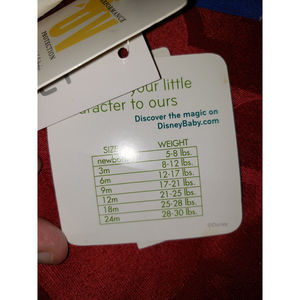 UV
PROTECTION
your little
aracter to ours
Discover the magic on
DisneyBaby.com
SIZE WEIGHT
newborn 5-8 lbs.
3m 8-12 lbs.
6m 12-17 lbs.
9m 17-21 lbs.
12m 21-25 lbs.
18m 25-28 lbs.
24m 28-30 lbs.
©Disney